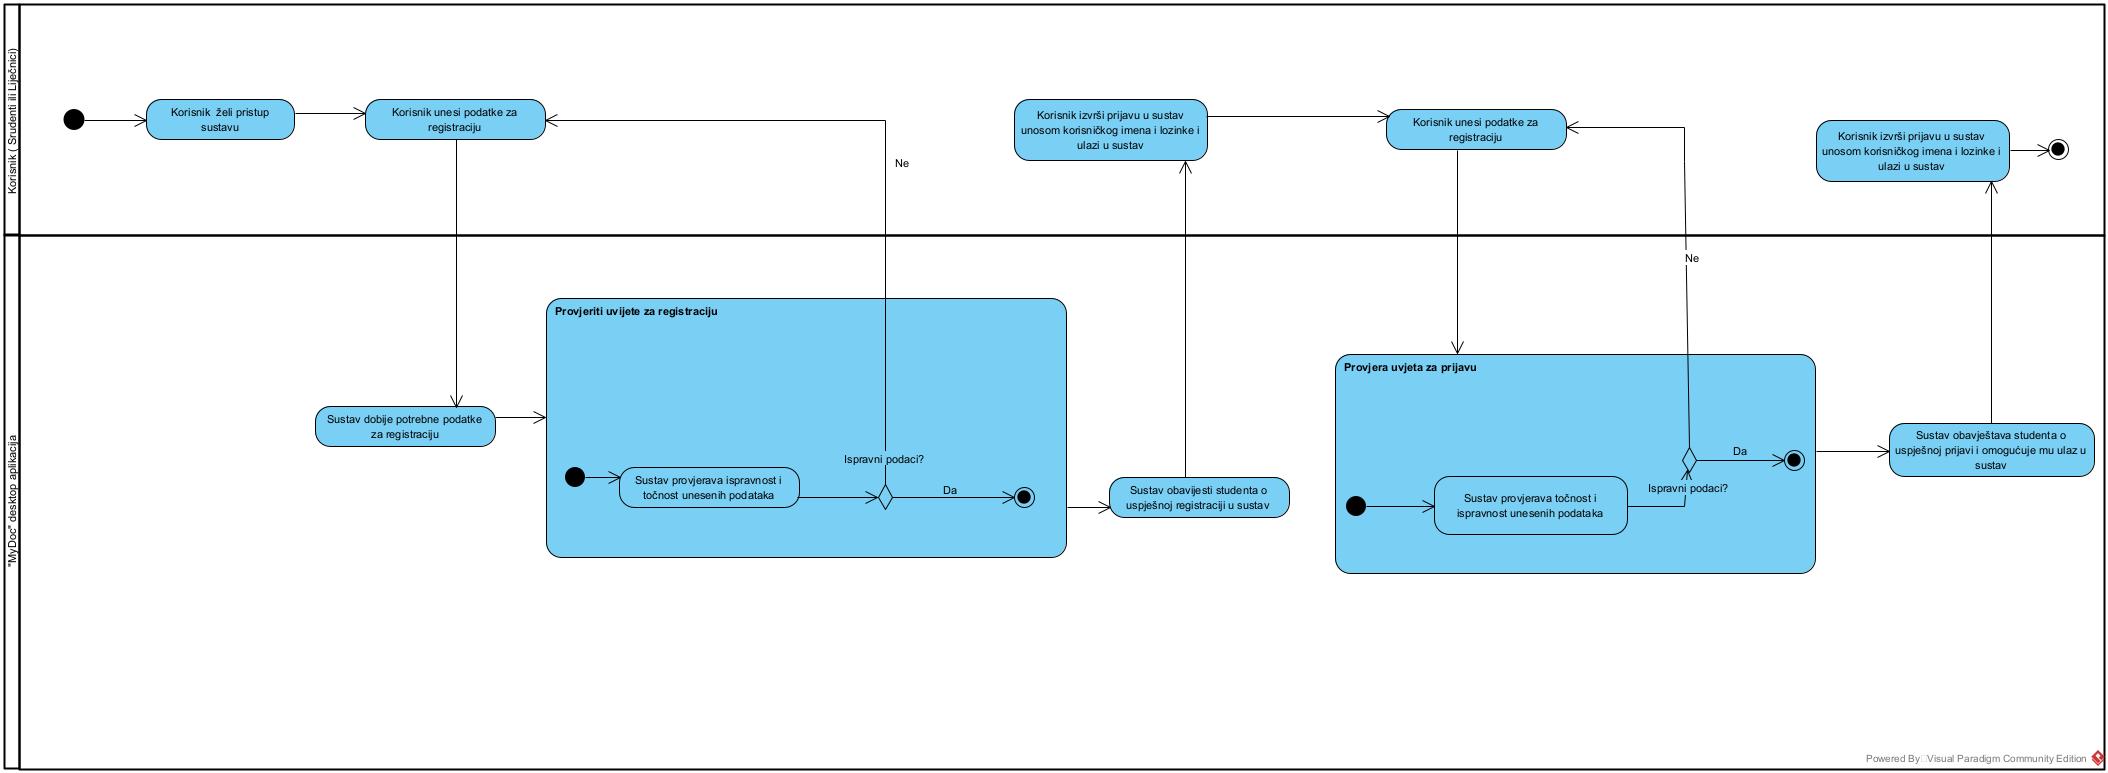 Korisnik ( Srudenti ili Liječnici)
Korisnik  želi pristup
sustavu
Korisnik unesi podatke za
registraciju
Ne
Korisnik izvrši prijavu u sustav
unosom korisničkog imena i lozinke i
ulazi u sustav
Korisnik unesi podatke za
registraciju
Korisnik izvrši prijavu u sustav
unosom korisničkog imena i lozinke i
ulazi u sustav
"MyDoc" desktop aplikacija
Ne
Sustav dobije potrebne podatke
za registraciju
Provjeriti uvijete za registraciju
Sustav provjerava ispravnost i
točnost unesenih podataka
Ispravni podaci?
Da
Sustav obavijesti studenta o
uspješnoj registraciji u sustav
Provjera uvjeta za prijavu
Sustav provjerava točnost i
ispravnost unesenih podataka
Ispravni podaci?
Da
Sustav obavještava studenta o
uspješnoj prijavi i omogućuje mu ulaz u
sustav
Powered By Visual Paradigm Community Edition